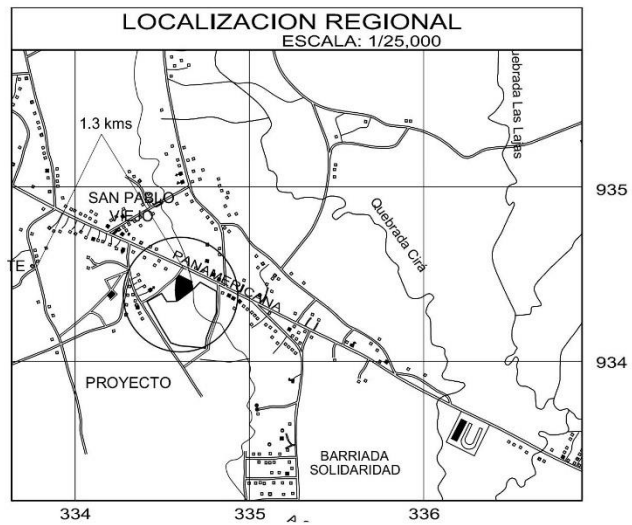 LOCALIZACION REGIONAL
ESCALA: 1/25,000
Quebrada Las Lajas
1.3 kms
935
SAN PABLO
VIEJO
Quebrada Cirá
TE
PANAMERICANA
934
PROYECTO
BARRIADA
SOLIDARIDAD
334
335
336